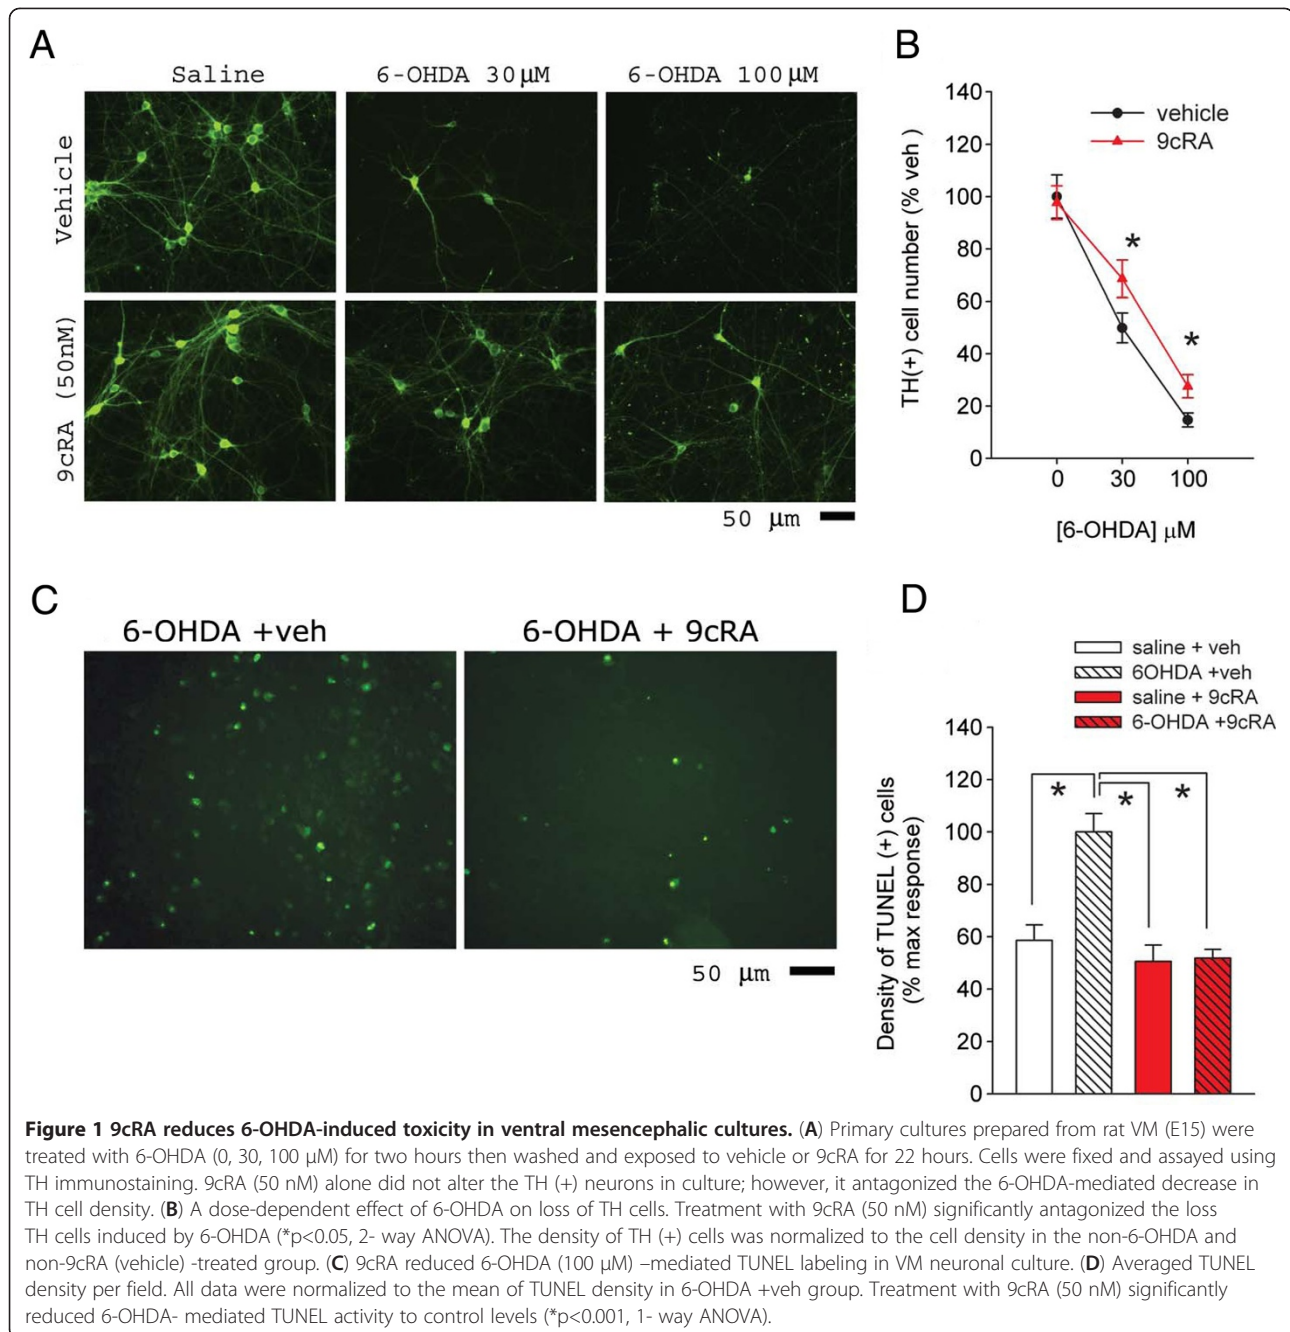 A
Saline
6-OHDA 30 μM
6-OHDA 100 μM
Vehicle
9cRA (50nM)
50 μm
B
140
120
100
80
60
40
20
0
TH(+) cell number (% veh )
vehicle
9cRA
*
*
0
30
100
[6-OHDA] μM
C
6-OHDA +veh
6-OHDA + 9cRA
50 μm
D
saline + veh
6OHDA +veh
saline + 9cRA
6-OHDA +9cRA
140
120
100
80
60
40
20
0
Density of TUNEL (+) cells
(% max response)
*
*
*
Figure 1 9cRA reduces 6-OHDA-induced toxicity in ventral mesencephalic cultures. (A) Primary cultures prepared from rat VM (E15) were
treated with 6-OHDA (0, 30, 100 μM) for two hours then washed and exposed to vehicle or 9cRA for 22 hours. Cells were fixed and assayed using
TH immunostaining. 9cRA (50 nM) alone did not alter the TH (+) neurons in culture; however, it antagonized the 6-OHDA-mediated decrease in
TH cell density. (B) A dose-dependent effect of 6-OHDA on loss of TH cells. Treatment with 9cRA (50 nM) significantly antagonized the loss
TH cells induced by 6-OHDA (*p<0.05, 2- way ANOVA). The density of TH (+) cells was normalized to the cell density in the non-6-OHDA and
non-9cRA (vehicle) -treated group. (C) 9cRA reduced 6-OHDA (100 μM) –mediated TUNEL labeling in VM neuronal culture. (D) Averaged TUNEL
density per field. All data were normalized to the mean of TUNEL density in 6-OHDA +veh group. Treatment with 9cRA (50 nM) significantly
reduced 6-OHDA- mediated TUNEL activity to control levels (*p<0.001, 1- way ANOVA).